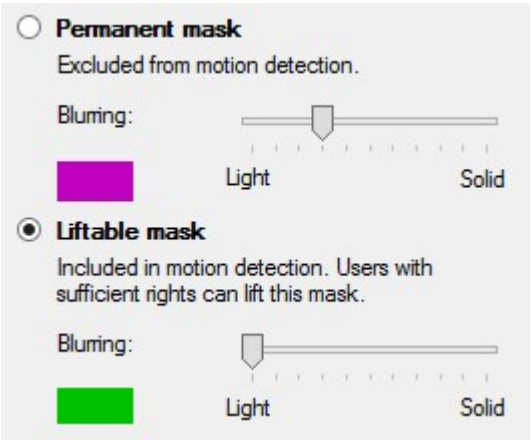 Permanent mask
Excluded from motion detection.
Blurring:
Light Solid
Liftable mask
Included in motion detection. Users with
sufficient rights can lift this mask.
Blurring:
Light Solid